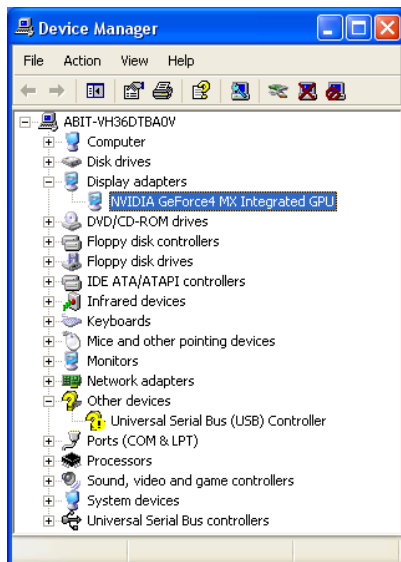 Device Manager
File Action View Help
ABIT-VH36DTBA0V
Computer
Disk drives
Display adapters
NVIDIA GeForce4 MX Integrated GPU
DVD/CD-ROM drives
Floppy disk controllers
Floppy disk drives
IDE ATA/ATAPI controllers
Infrared devices
Keyboards
Mice and other pointing devices
Monitors
Network adapters
Other devices
Universal Serial Bus (USB) Controller
Ports (COM & LPT)
Processors
Sound, video and game controllers
System devices
Universal Serial Bus controllers